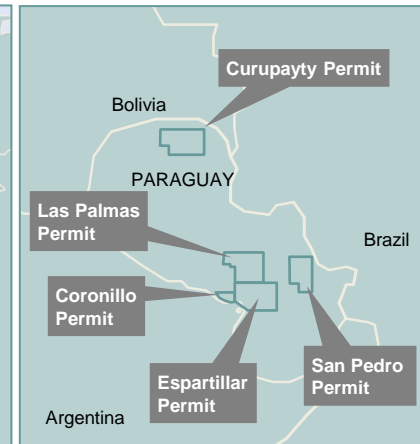 Curupayty Permit
Bolivia
PARAGUAY
Las Palmas
Permit
Brazil
Coronillo
Permit
Espartillar
Permit
San Pedro
Permit
Argentina